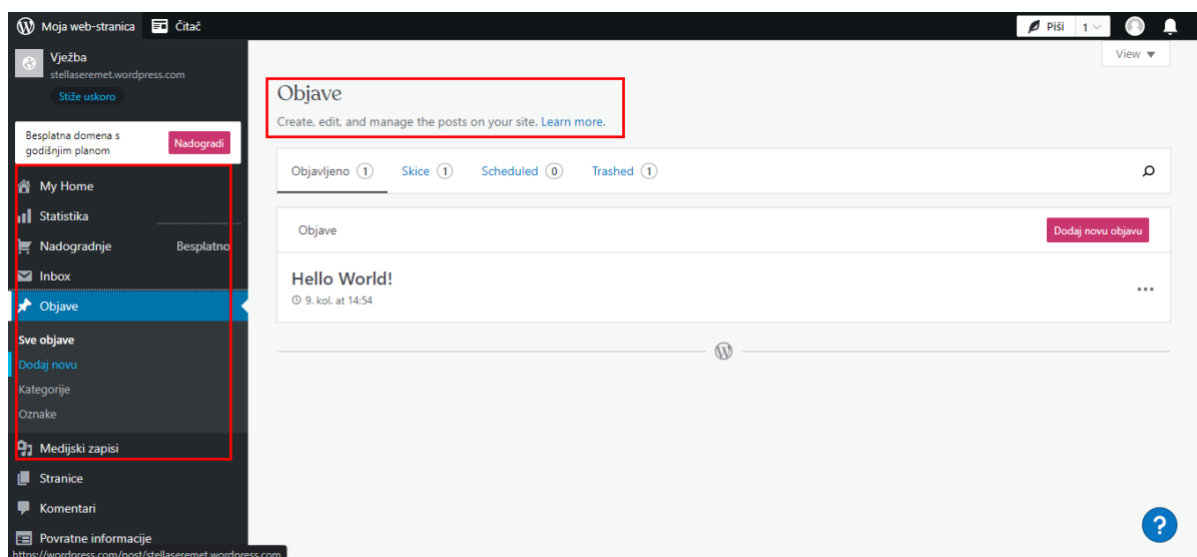 Moja web-stranica Čitač Piši 1
Vježba
stellaseremet.wordpress.com
Stiže uskoro
Besplatna domena s
godišnjim planom
Nadogradi
My Home
Statistika
Nadogradnje Besplatno
Inbox
Objave
Sve objave
Dodaj novu
Kategorije
Oznake
Medijski zapisi
Stranice
Komentari
Povratne informacije
https://wordpress.com/post/stellaseremet.wordpress.com
View
Objave
Create, edit, and manage the posts on your site. Learn more.
Objavljeno 1 Skice 1 Scheduled 0 Trashed 1
Objave Dodaj novu objavu
Hello World!
9. kol. at 14:54
?